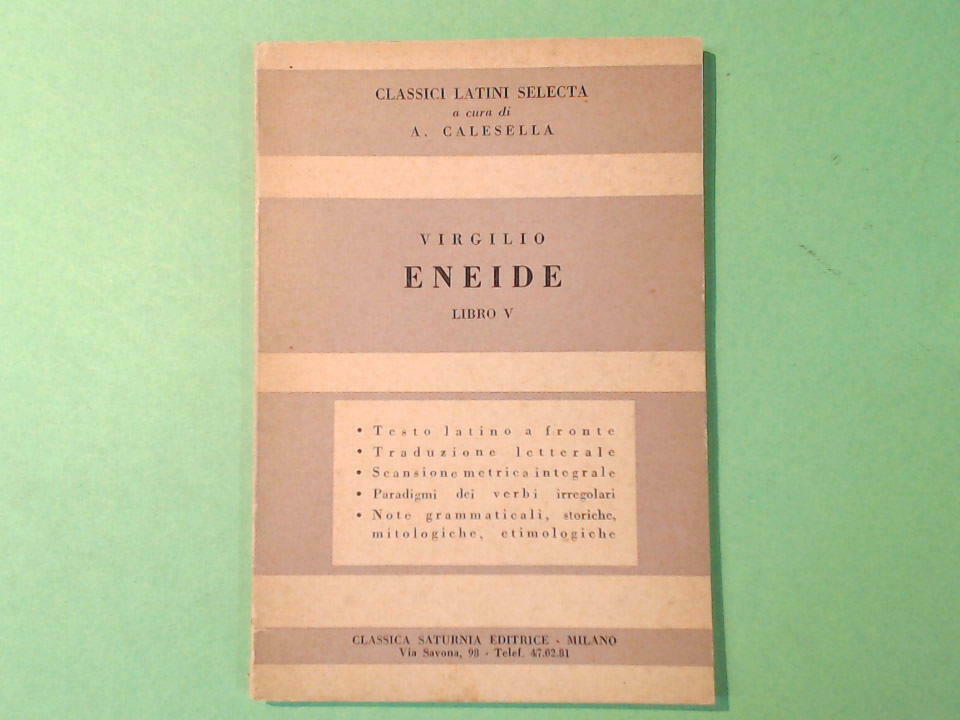 CLASSICI LATINI SELECTA
a cura di
A. CALESELLA
VIRGILIO
ENEIDE
LIBRO V
• Testo latino a fronte
• Traduzione letterale
• Scansione metrica integrale
• Paradigmi dei verbi irregolari
• Note grammaticali, storiche,
mitologiche, etimologiche
CLASSICA SATURNIA EDITRICE - MILANO
Via Savona, 98 - Telef. 47.02.81